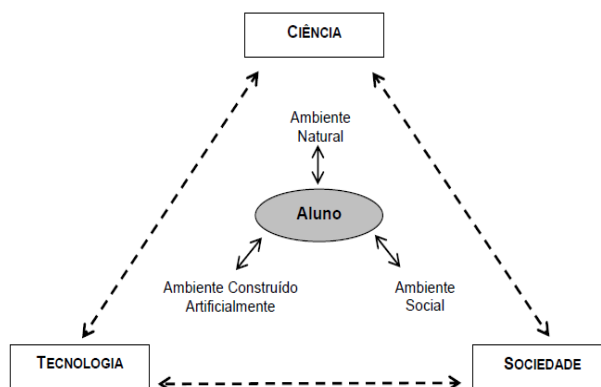 CIÊNCIA
Ambiente
Natural
Aluno
Ambiente Construído
Artificialmente
Ambiente
Social
TECNOLOGIA
SOCIEDADE